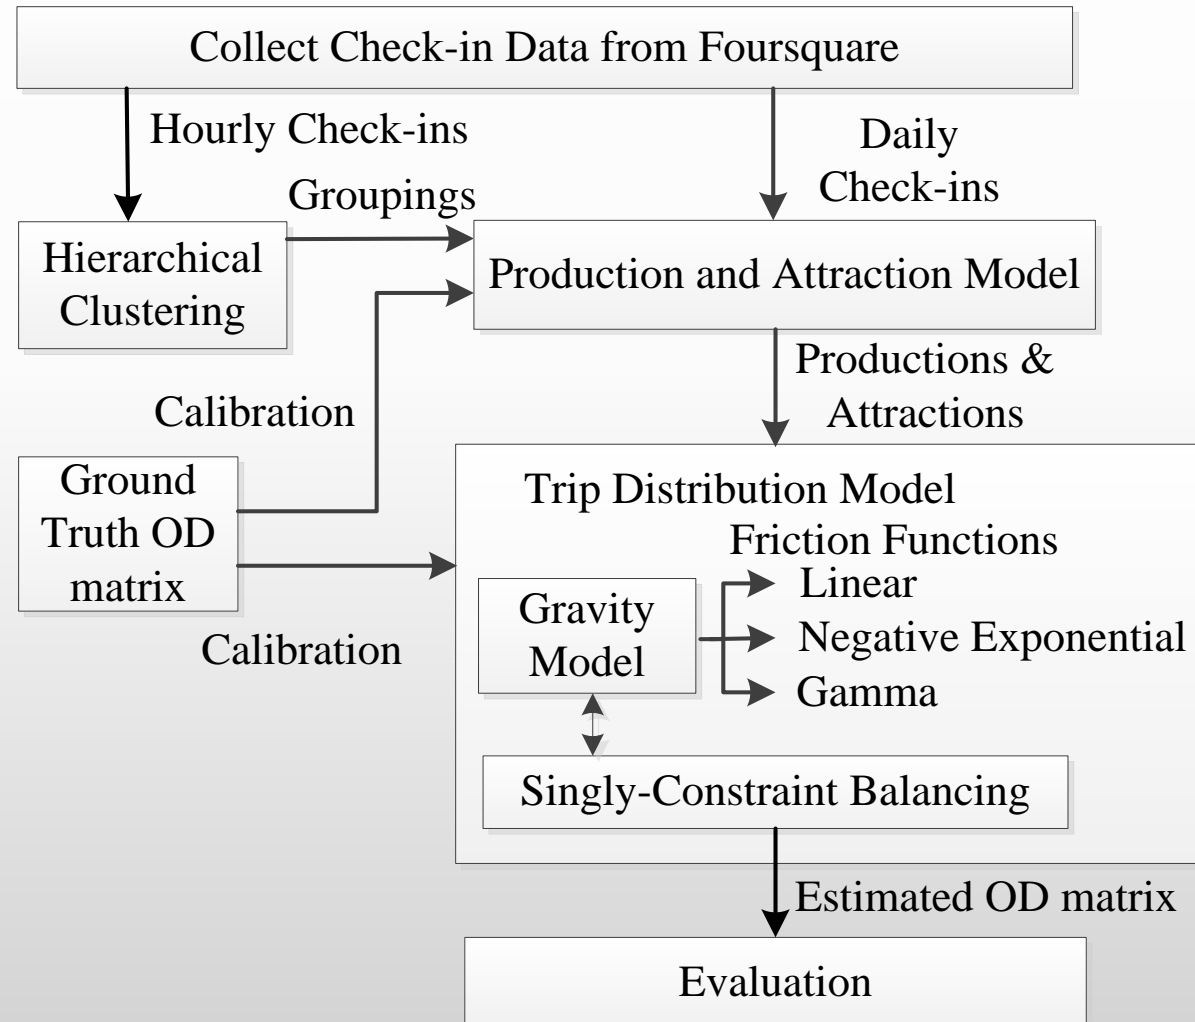 Collect Check-in Data from Foursquare
Hourly Check-ins
Daily
Check-ins
Groupings
Hierarchical
Clustering
Production and Attraction Model
Productions &
Attractions
Calibration
Ground
Truth OD
matrix
Calibration
Trip Distribution Model
Friction Functions
Linear
Negative Exponential
Gamma
Gravity
Model
Singly-Constraint Balancing
Estimated OD matrix
Evaluation